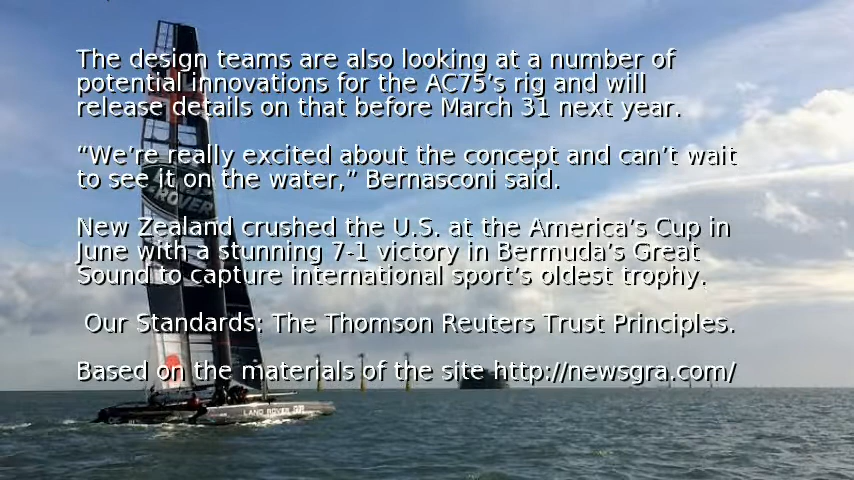 The design teams are also looking at a number of
potential innovations for the AC75’s rig and will
release details on that before March 31 next year.
“We’re really excited about the concept and can’t wait
to see it on the water,” Bernasconi said.
New Zealand crushed the U.S. at the America’s Cup in
June with a stunning 7-1 victory in Bermuda’s Great
Sound to capture international sport’s oldest trophy.
Our Standards: The Thomson Reuters Trust Principles.
Based on the materials of the site http://newsgra.com/
ROVER
LAND ROVER